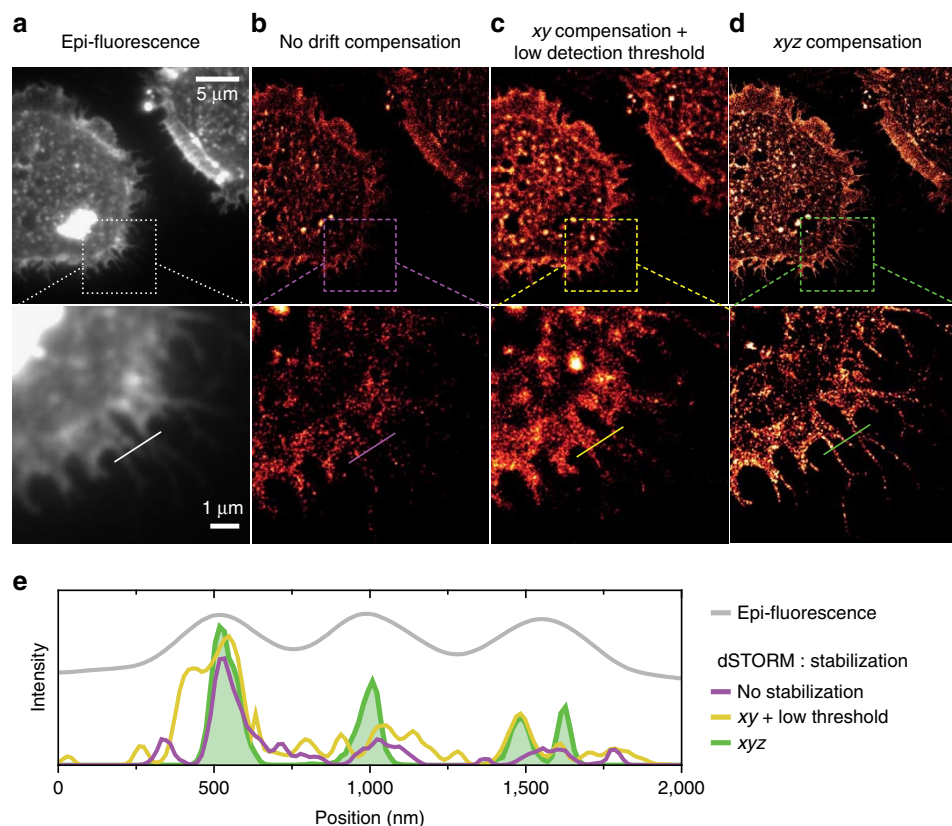 a
Epi-fluorescence
b
No drift compensation
c
xy compensation +
low detection threshold
d
xyz compensation
5 µm
1 µm
e
Intensity
0
500
1,000
1,500
2,000
Position (nm)
Epi-fluorescence
dSTORM : stabilization
No stabilization
xy + low threshold
xyz